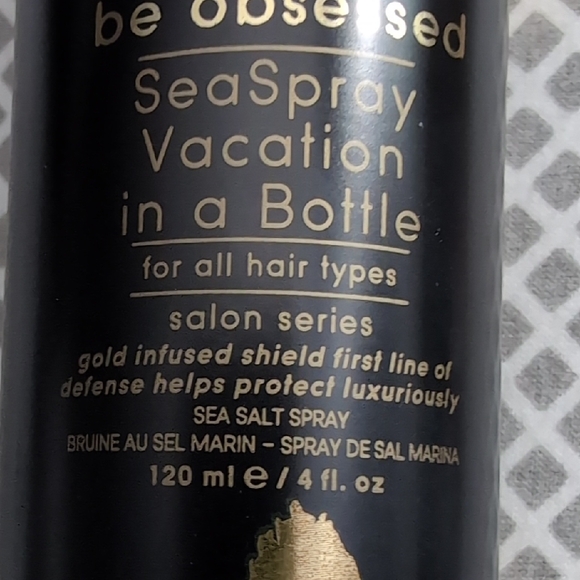 be obsessed
SeaSpray
Vacation
in a Bottle
for all hair types
salon series
gold infused shield first line of
defense helps protect luxuriously
SEA SALT SPRAY
BRUINE AU SEL MARIN – SPRAY DE SAL MARINA
120 ml e / 4 fl. oz